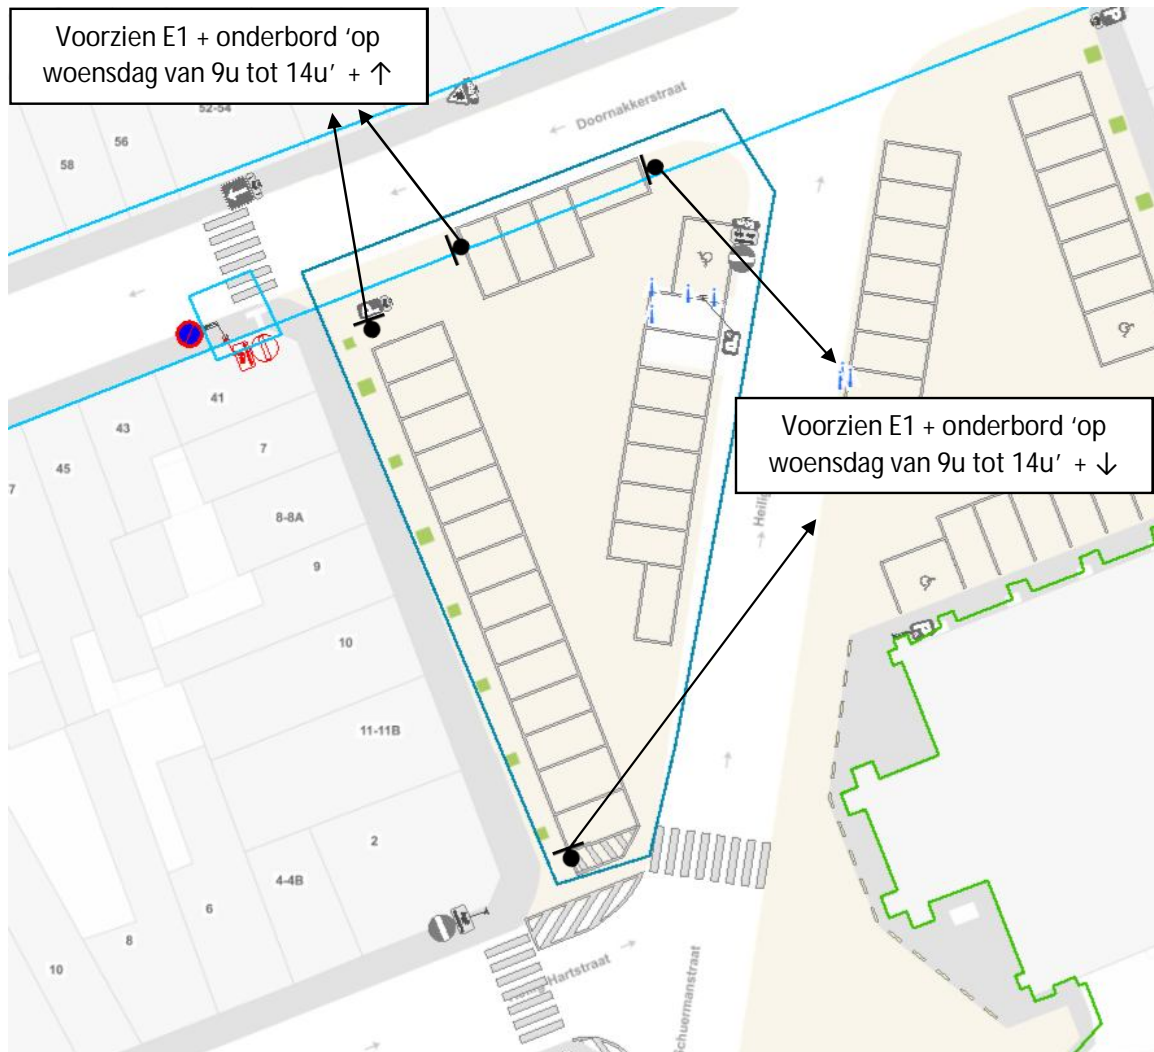 Voorzien E1 + onderbord ‘op
woensdag van 9u tot 14u’ + ↑
52-54
56
58
Doornakkerstraat
41
43
45
7
7
8-8A
9
10
11-11B
2
4-4B
6
8
10
Voorzien E1 + onderbord ‘op
woensdag van 9u tot 14u’ + ↓
Heilig
Hartstraat
Schuermanstraat